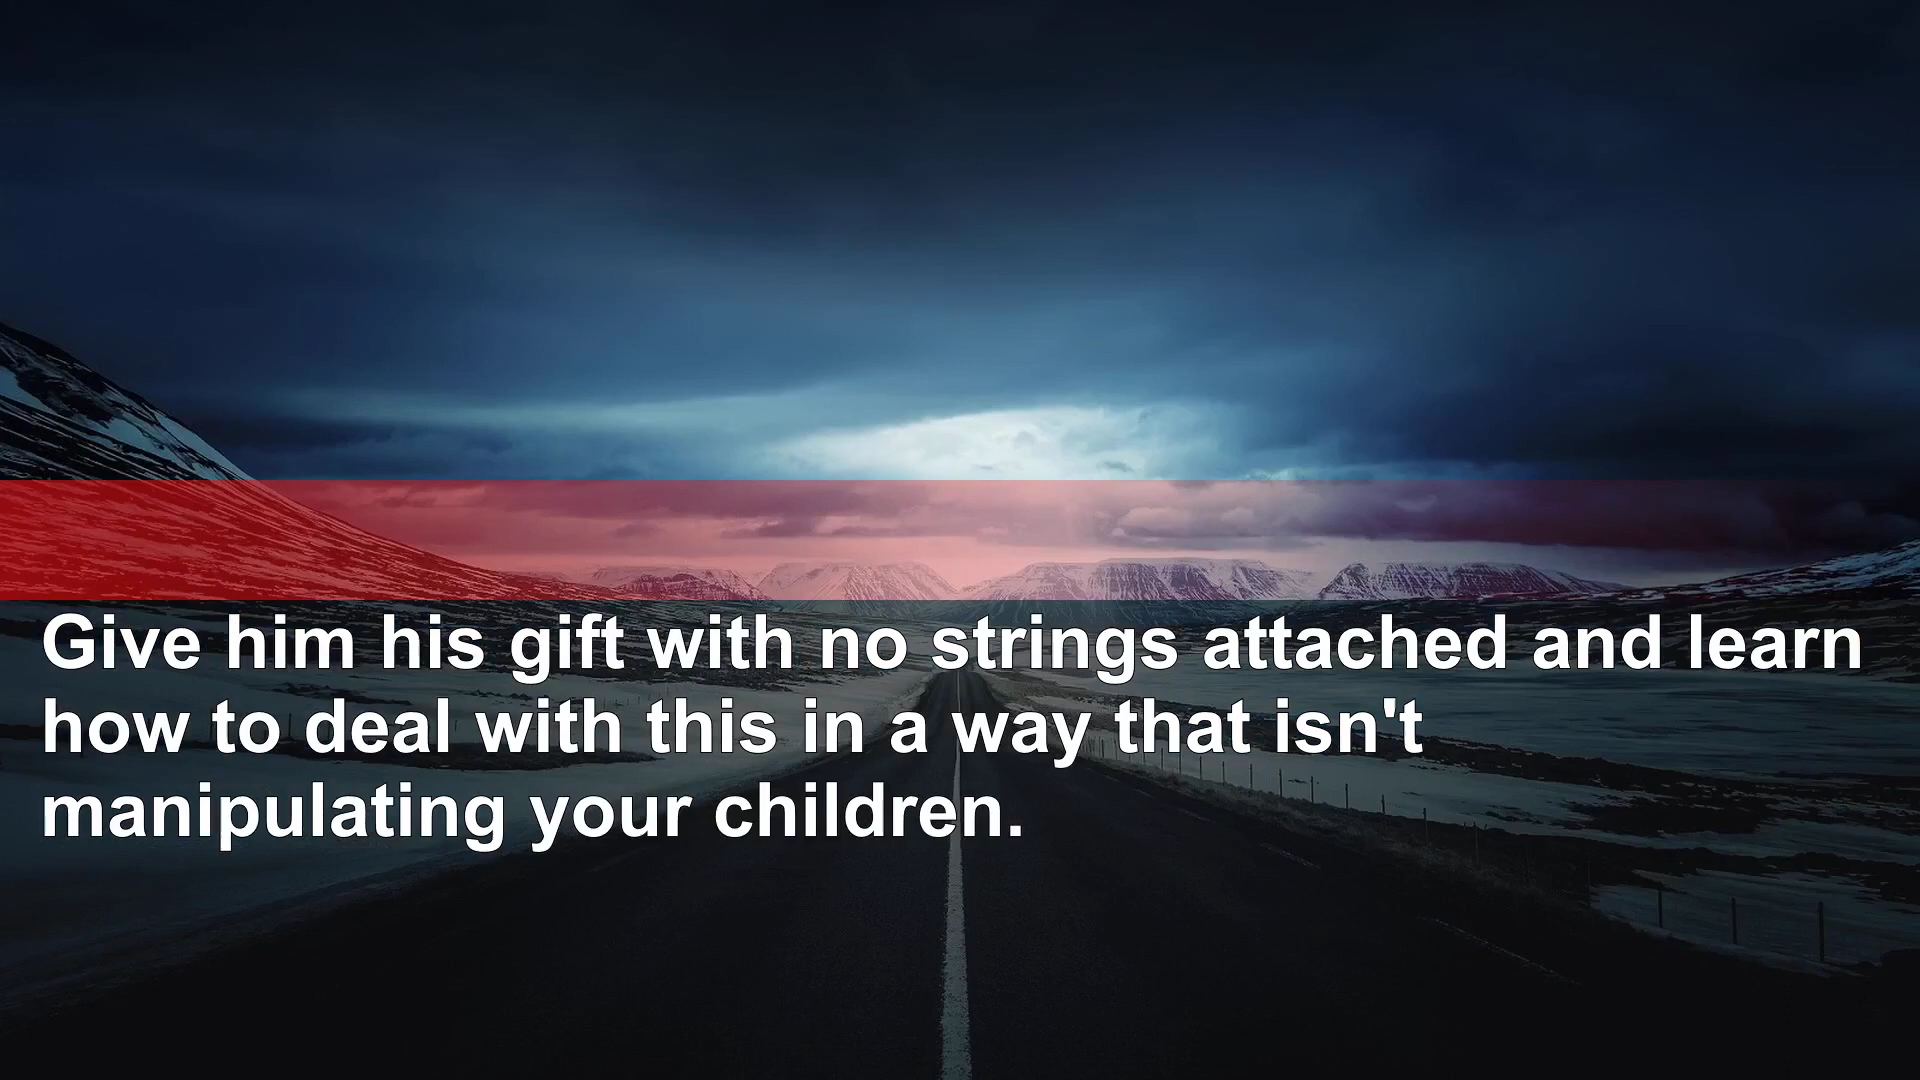 Give him his gift with no strings attached and learn
how to deal with this in a way that isn't
manipulating your children.